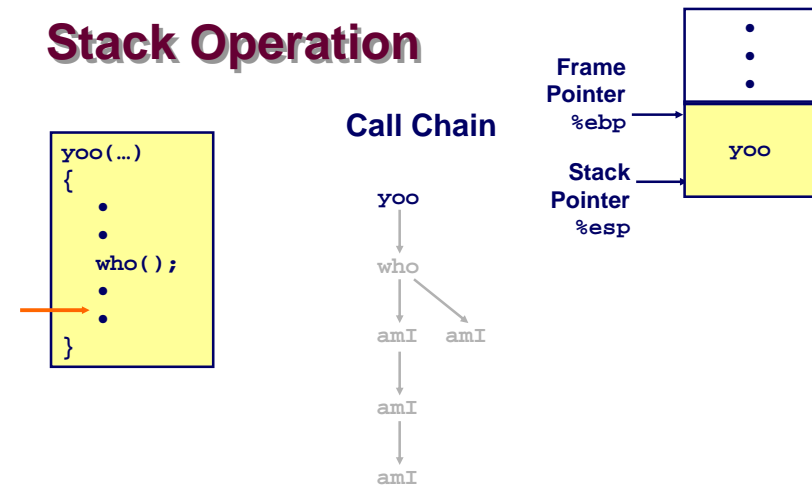 Stack Operation
yoo(…)
{
•
•
who();
•
•
}
Call Chain
yoo
who
amI amI
amI
amI
Frame
Pointer
%ebp
Stack
Pointer
%esp
•
•
•
yoo